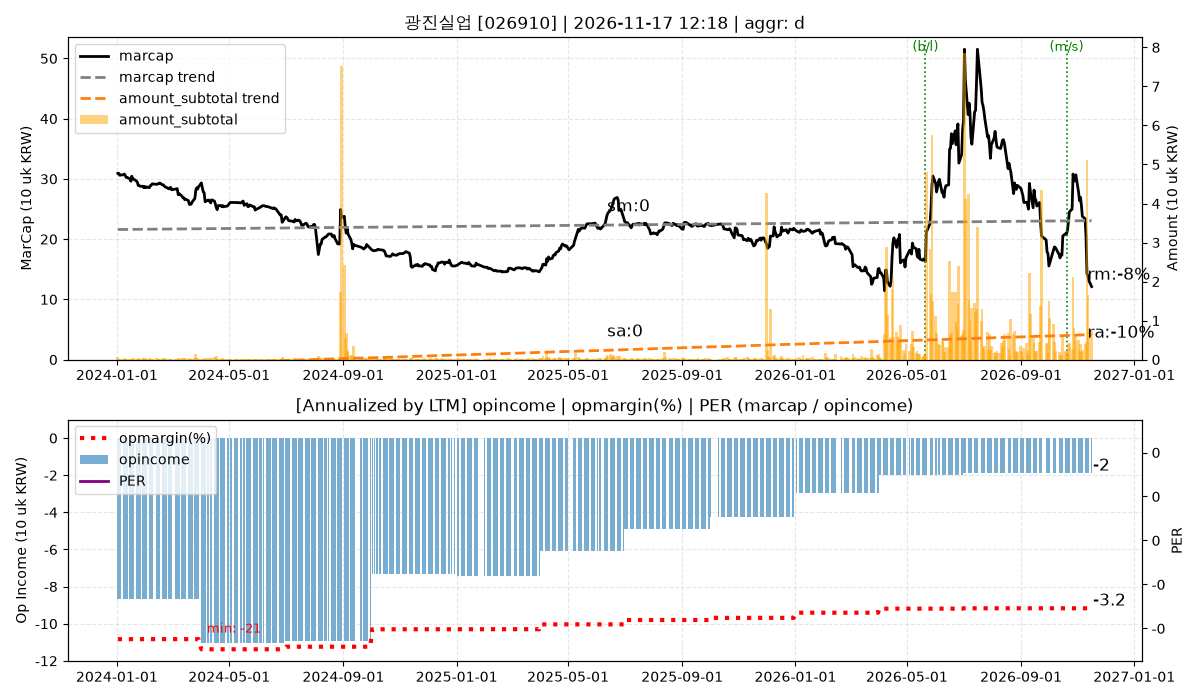 광진실업 [026910] | 2026-11-17 12:18 | aggr: d
marcap
marcap trend
amount_subtotal trend
amount_subtotal
(b/l)
(m/s)
MarCap (10 uk KRW)
50
40
30
20
10
0
Amount (10 uk KRW)
8
7
6
5
4
3
2
1
0
sm:0
sa:0
rm:-8%
ra:-10%
2024-01-01
2024-05-01
2024-09-01
2025-01-01
2025-05-01
2025-09-01
2026-01-01
2026-05-01
2026-09-01
2027-01-01
[Annualized by LTM] opincome | opmargin(%) | PER (marcap / opincome)
opmargin(%)
opincome
PER
Op Income (10 uk KRW)
0
-2
-4
-6
-8
-10
-12
PER
0
0
0
-0
-0
-2
-3.2
min: -21
2024-01-01
2024-05-01
2024-09-01
2025-01-01
2025-05-01
2025-09-01
2026-01-01
2026-05-01
2026-09-01
2027-01-01